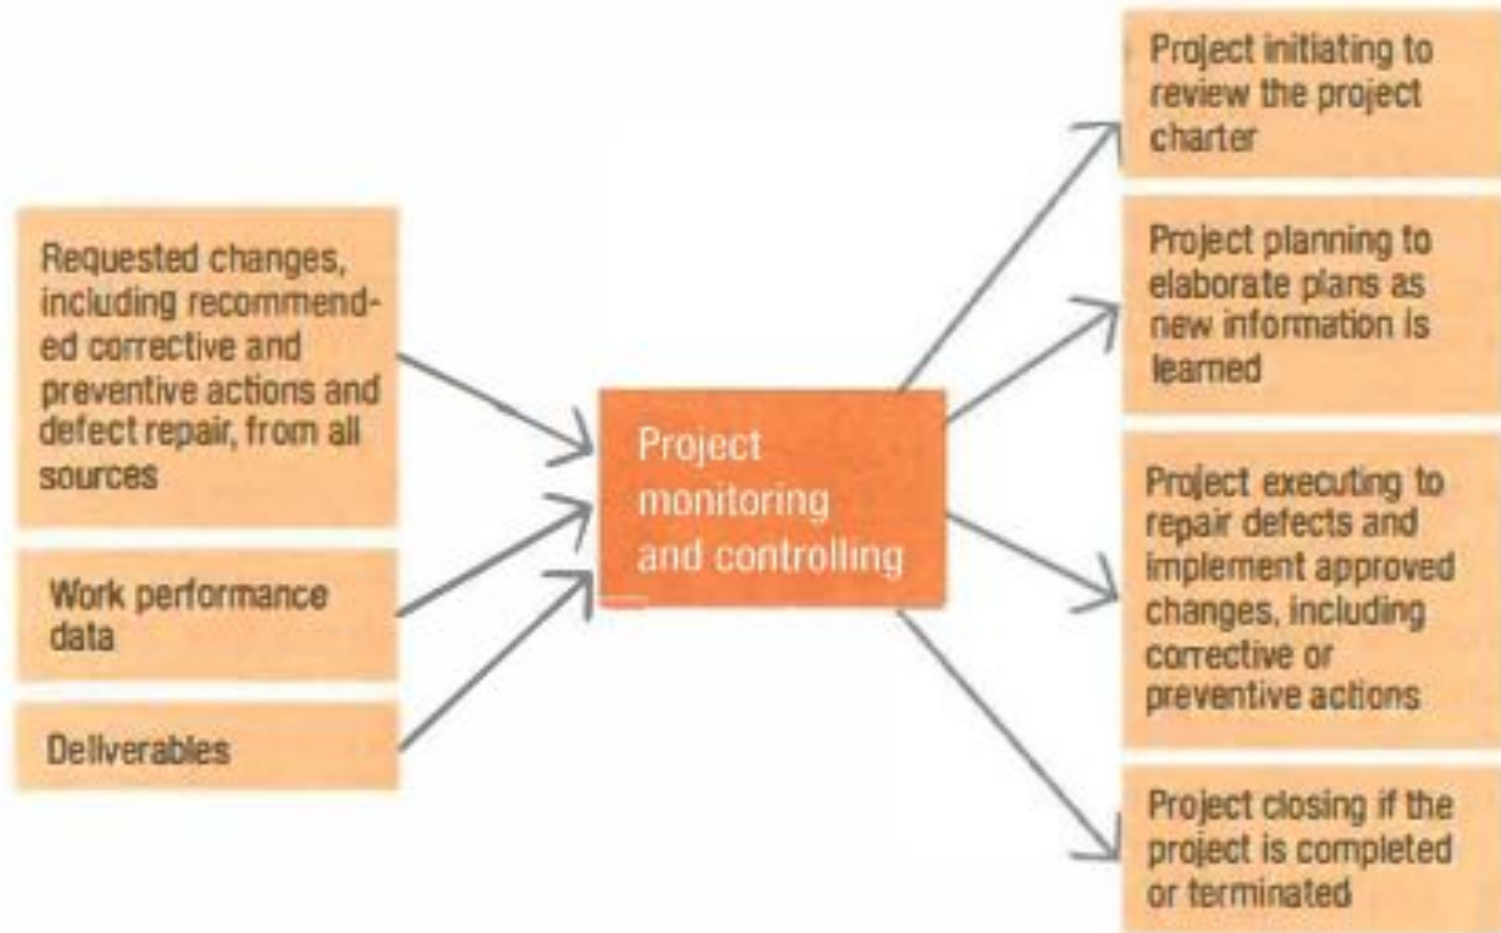 Requested changes,
including recommend-
ed corrective and
preventive actions and
defect repair, from all
sources
Work performance
data
Deliverables
Project
monitoring
and controlling
Project initiating to
review the project
charter
Project planning to
elaborate plans as
new information is
learned
Project executing to
repair defects and
implement approved
changes, including
corrective or
preventive actions
Project closing if the
project is completed
or terminated